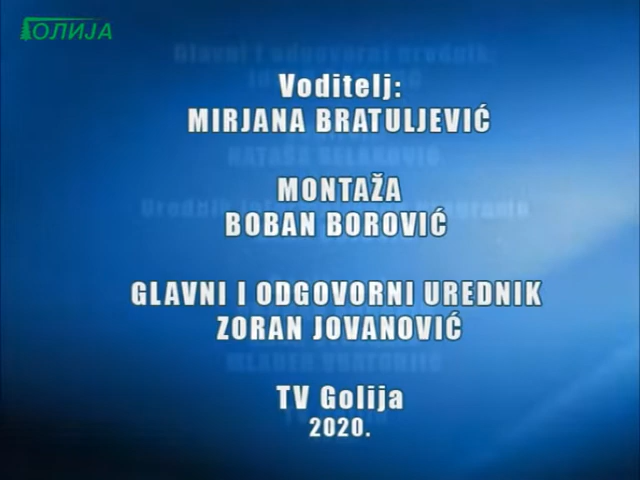 ГОЛИЈА
Voditelj:
MIRJANA BRATULJEVIĆ
MONTAŽA
BOBAN BOROVIĆ
GLAVNI I ODGOVORNI UREDNIK
ZORAN JOVANOVIĆ
TV Golija
2020.